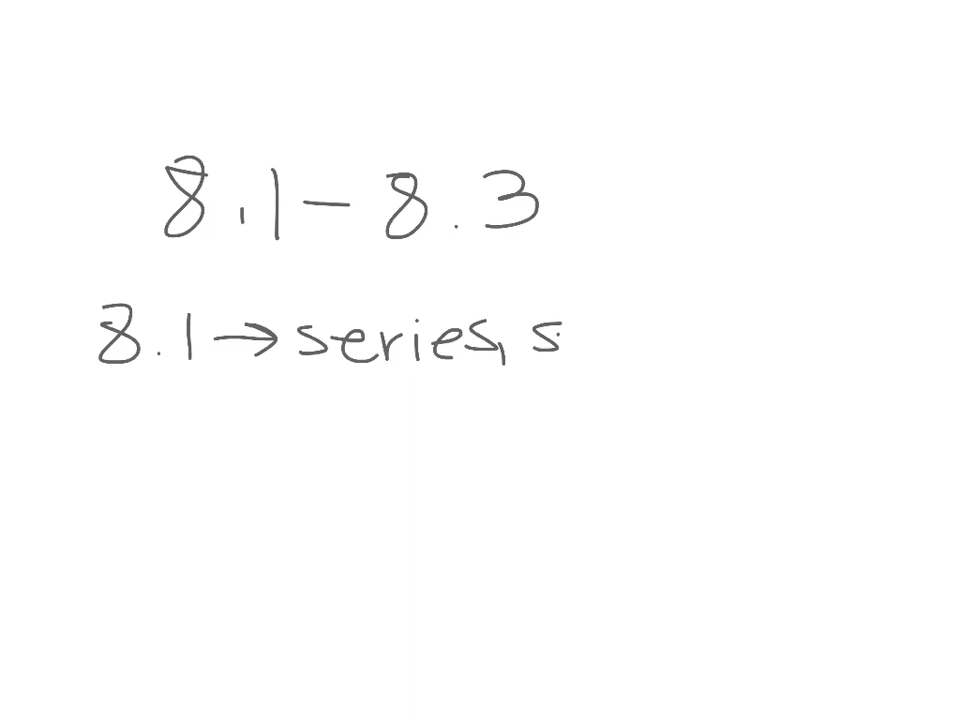 8.1 - 8.3
8.1 → series, s